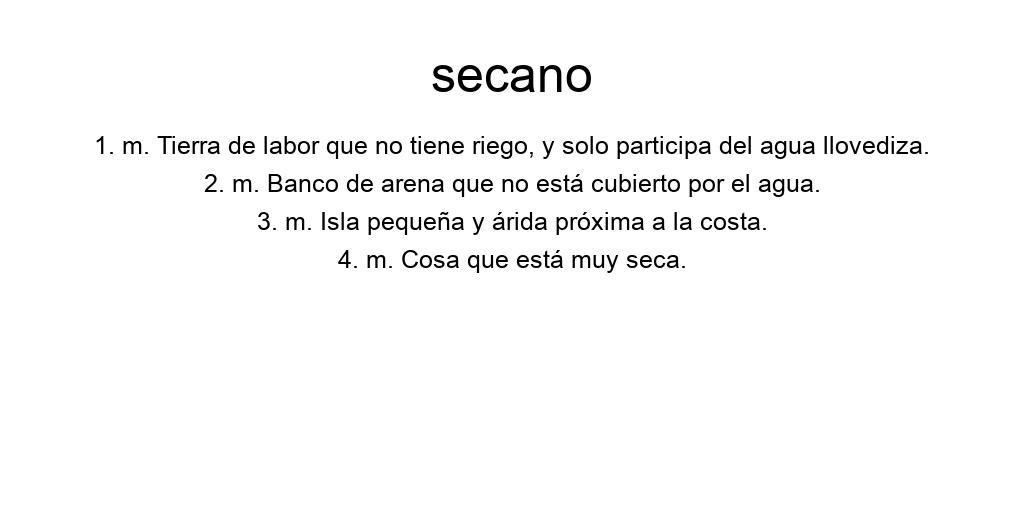 secano
1. m. Tierra de labor que no tiene riego, y solo participa del agua llovediza.
2. m. Banco de arena que no está cubierto por el agua.
3. m. Isla pequeña y árida próxima a la costa.
4. m. Cosa que está muy seca.